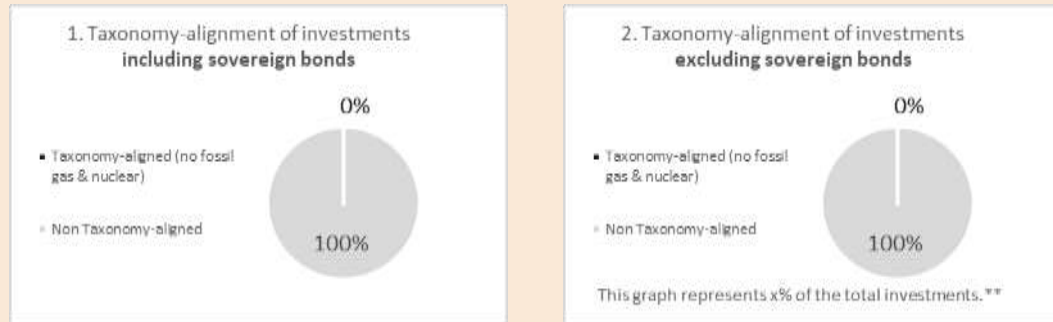 1. Taxonomy-alignment of investments
including sovereign bonds
0%
Taxonomy-aligned (no fossil
gas & nuclear)
Non Taxonomy-aligned
100%
2. Taxonomy-alignment of investments
excluding sovereign bonds
0%
Taxonomy-aligned (no fossil
gas & nuclear)
Non Taxonomy-aligned
100%
This graph represents x% of the total investments.**